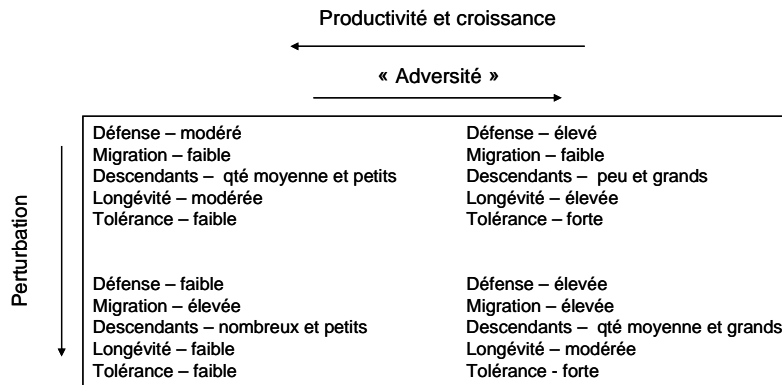 Productivité et croissance
« Adversité »
Perturbation
Défense – modéré
Migration – faible
Descendants – qté moyenne et petits
Longévité – modérée
Tolérance – faible
Défense – élevé
Migration – faible
Descendants – peu et grands
Longévité – élevée
Tolérance – forte
Défense – faible
Migration – élevée
Descendants – nombreux et petits
Longévité – faible
Tolérance – faible
Défense – élevée
Migration – élevée
Descendants – qté moyenne et grands
Longévité – modérée
Tolérance - forte